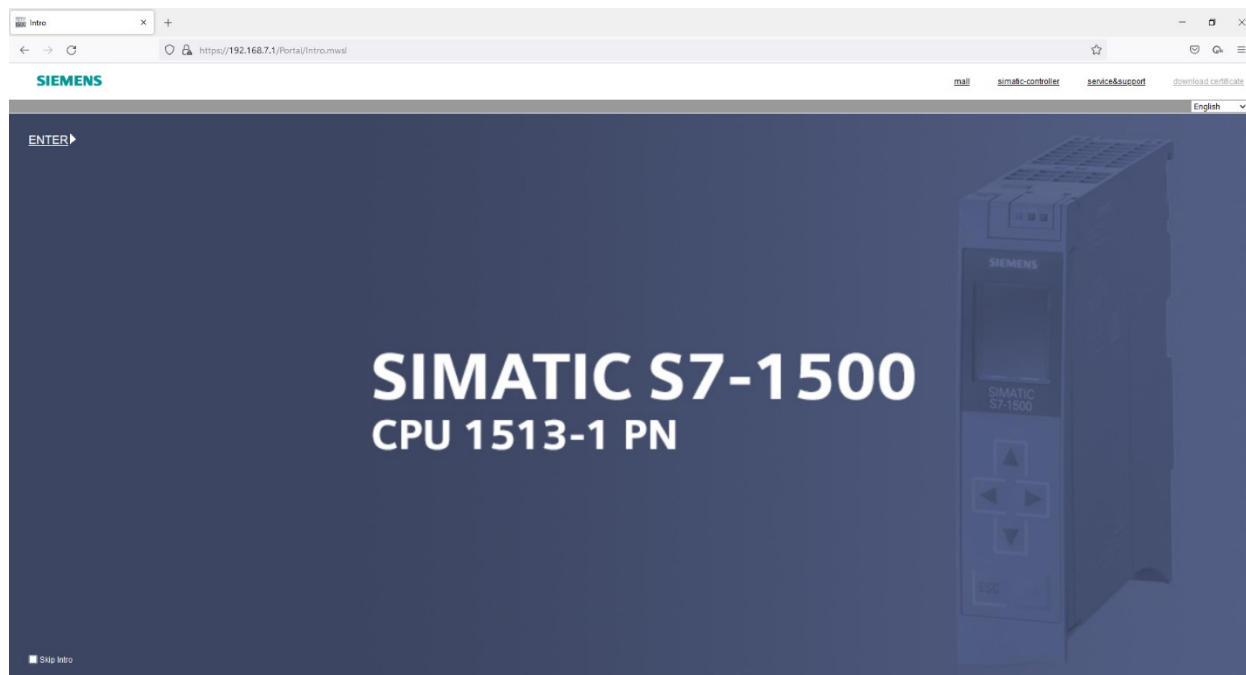 Intro
https://192.168.7.1/Portal/Intro.mwsl
SIEMENS
mall simatic-controller service&support download certificate
English
ENTER
SIEMENS
SIMATIC S7-1500
SIMATIC
S7-1500
CPU 1513-1 PN
ESC
Skip Intro